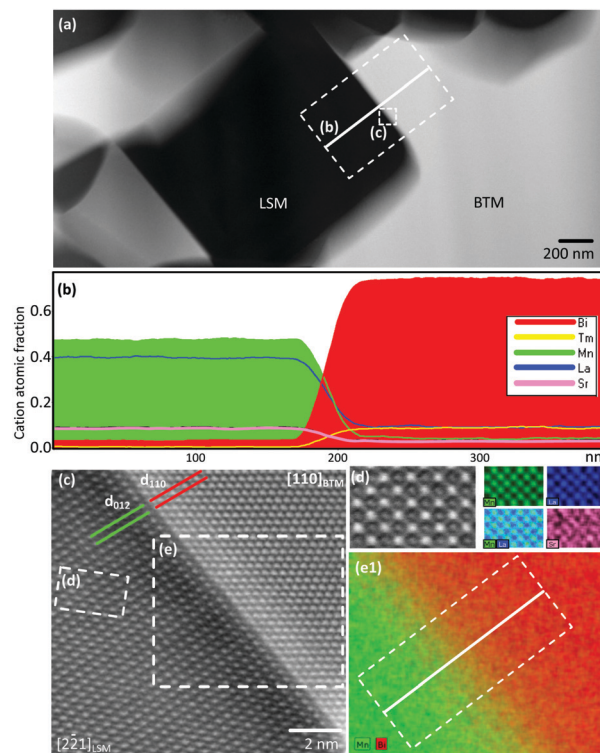 (a)
(b)
(c)
LSM
BTM
200 nm
(b)
Cation atomic fraction
0.6
0.4
0.2
0.0
Bi
Tm
Mn
La
Sr
100
200
300
nm
(c)
d110
d012
[110]BTM
(d)
(e)
[22̄1]LSM
2 nm
(d)
Mn
La
Mn La
Sr
(e1)
Mn Bi